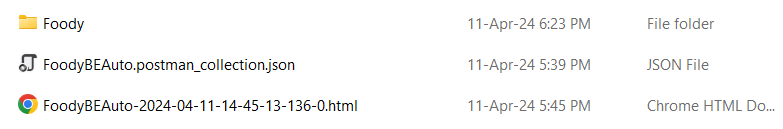 Foody 11-Apr-24 6:23 PM File folder
FoodyBEAuto.postman_collection.json 11-Apr-24 5:39 PM JSON File
FoodyBEAuto-2024-04-11-14-45-13-136-0.html 11-Apr-24 5:45 PM Chrome HTML Do...